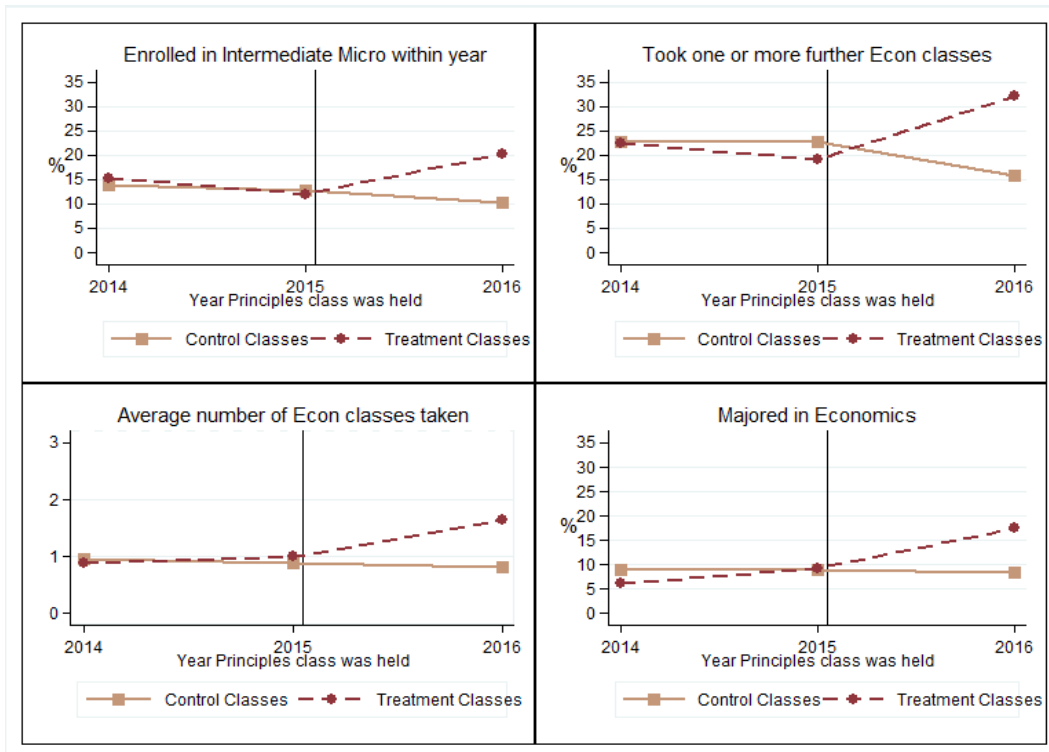 Enrolled in Intermediate Micro within year
35
30
25
20
%
15
10
5
0
2014 2015 2016
Year Principles class was held
Control Classes Treatment Classes
Took one or more further Econ classes
35
30
25
20
%
15
10
5
0
2014 2015 2016
Year Principles class was held
Control Classes Treatment Classes
Average number of Econ classes taken
3
2
1
0
2014 2015 2016
Year Principles class was held
Control Classes Treatment Classes
Majored in Economics
35
30
25
20
%
15
10
5
0
2014 2015 2016
Year Principles class was held
Control Classes Treatment Classes